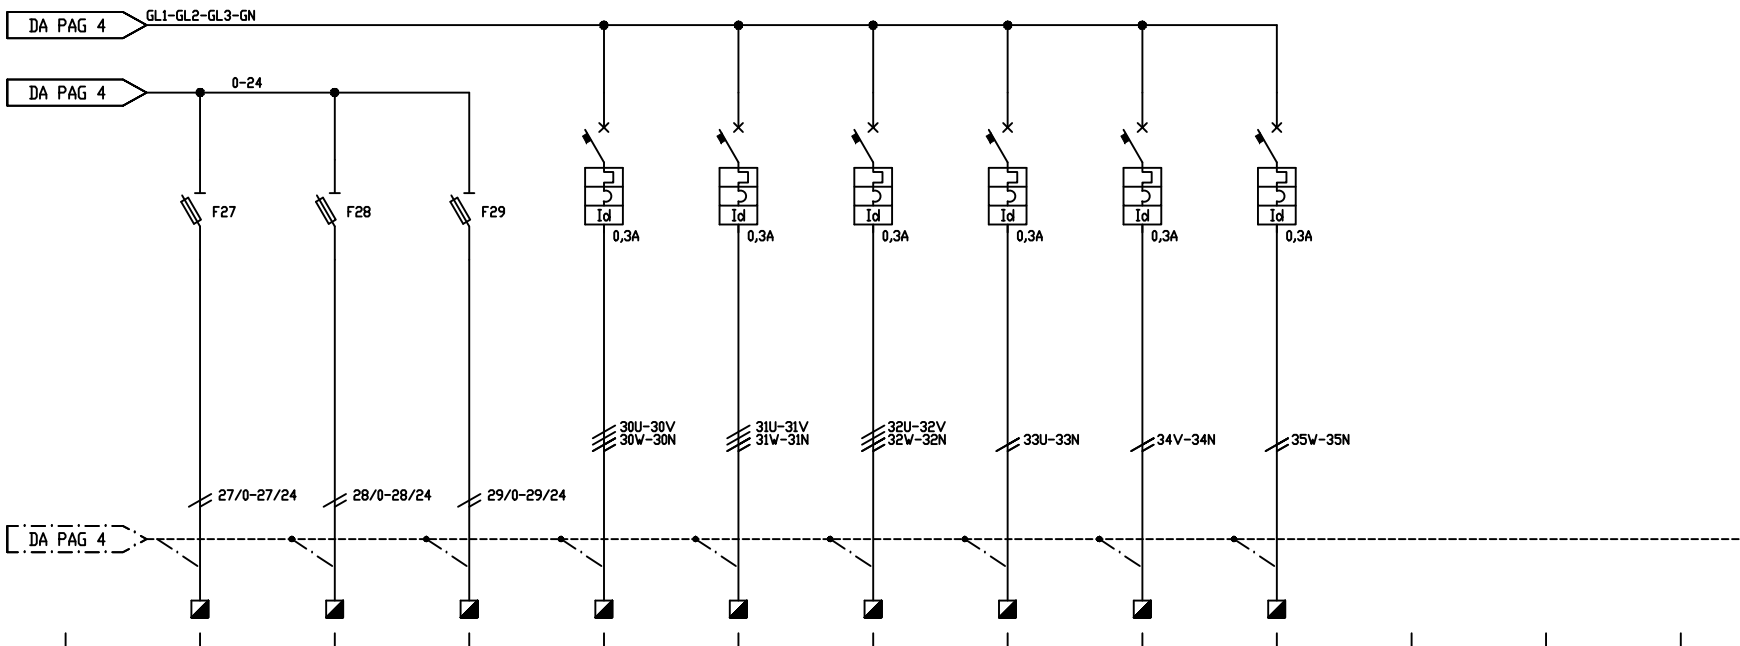 GL1-GL2-GL3-GN
DA PAG 4
0-24
DA PAG 4
F27
F28
F29
Id
Id
Id
Id
Id
Id
0,3A
0,3A
0,3A
0,3A
0,3A
0,3A
30U-30V
30W-30N
31U-31V
31W-31N
32U-32V
32W-32N
33U-33N
34V-34N
35W-35N
27/0-27/24
28/0-28/24
29/0-29/24
DA PAG 4